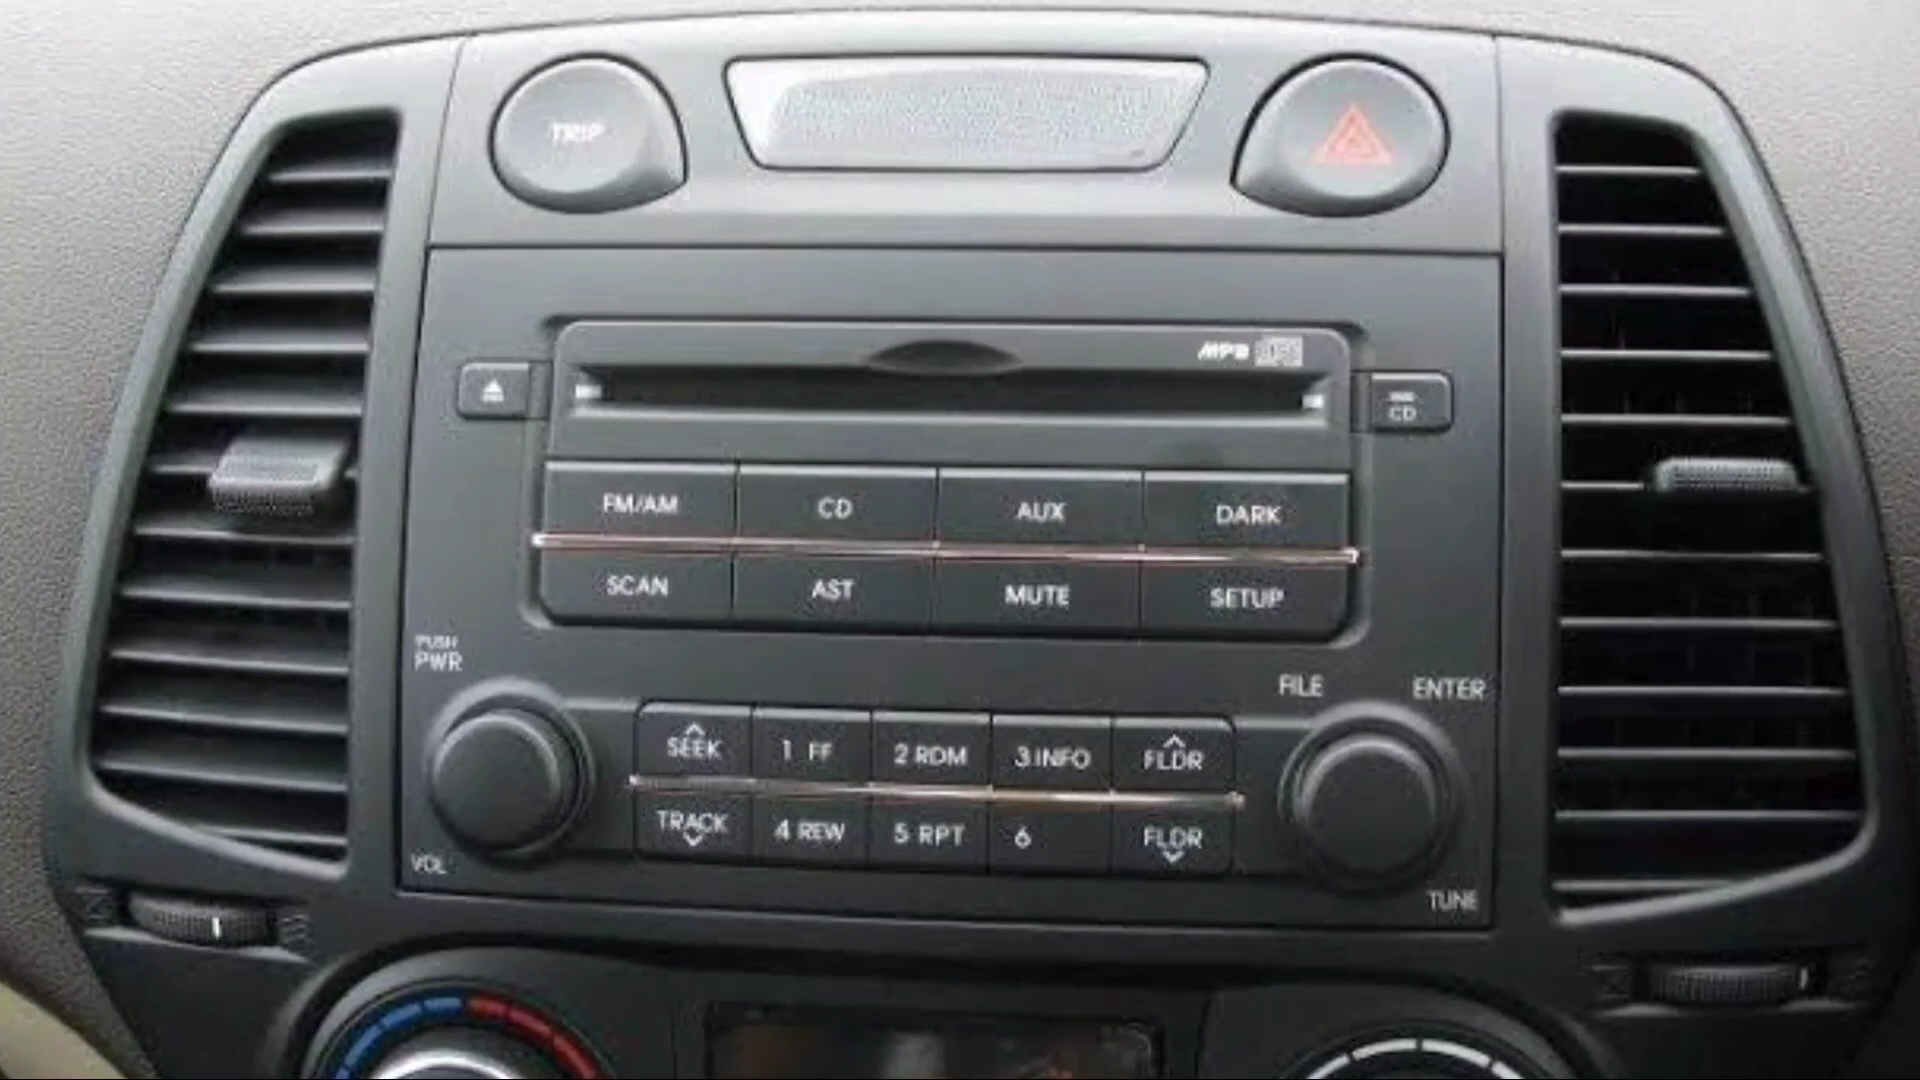 TRIP
MP3
CD
FM/AM CD AUX DARK
SCAN AST MUTE SETUP
PUSH
PWR
FILE ENTER
SEEK 1 FF 2 RDM 3 INFO FLDR
TRACK 4 REW 5 RPT 6 FLDR
VOL
TUNE